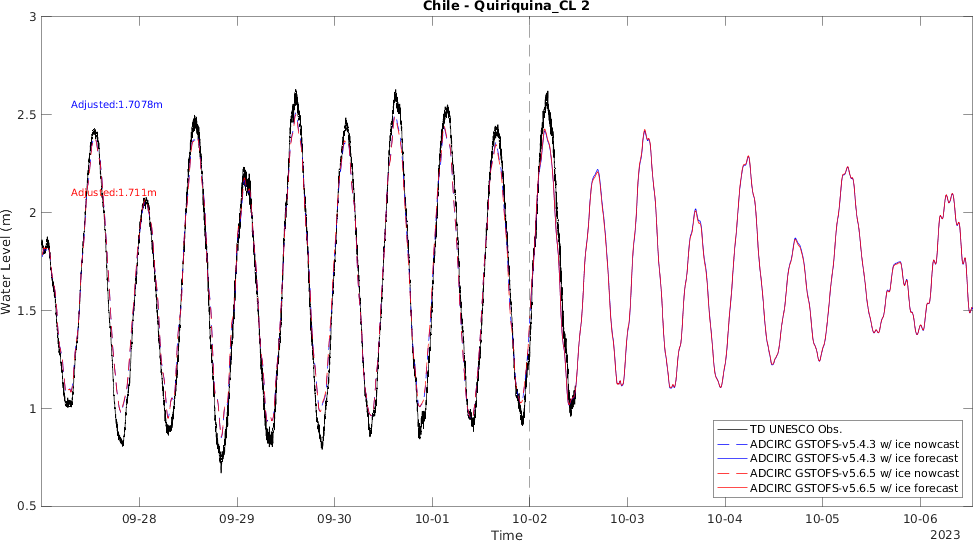 Chile - Quiriquina_CL 2
3
2.5
2
1.5
1
0.5
Water Level (m)
Adjusted:1.7078m
Adjusted:1.711m
TD UNESCO Obs.
ADCIRC GSTOFS-v5.4.3 w/ ice nowcast
ADCIRC GSTOFS-v5.4.3 w/ ice forecast
ADCIRC GSTOFS-v5.6.5 w/ ice nowcast
ADCIRC GSTOFS-v5.6.5 w/ ice forecast
09-28 09-29 09-30 10-01 10-02 10-03 10-04 10-05 10-06
Time
2023